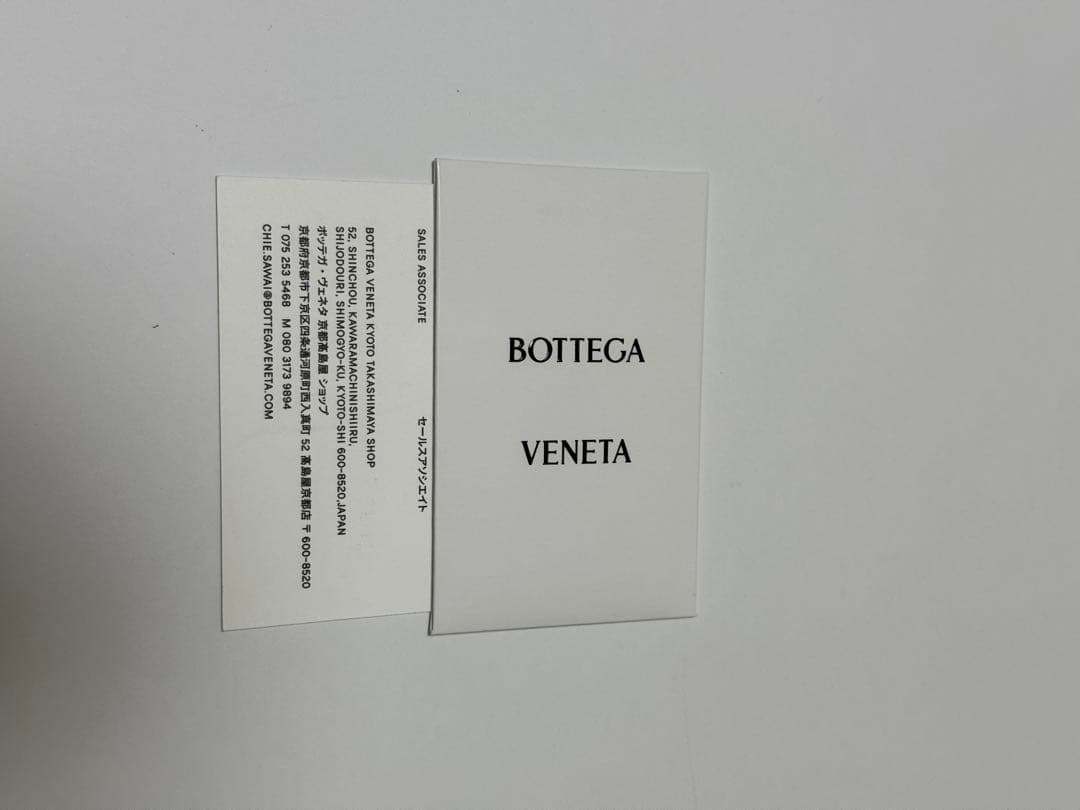 BOTTEGA
VENETA
SALES ASSOCIATE セールスアソシエイト
BOTTEGA VENETA KYOTO TAKASHIMAYA SHOP
52, SHINCHOU, KAWARAMACHINISHIIRU,
SHIJODOURI, SHIMOGYO-KU, KYOTO-SHI 600-8520,JAPAN
ボッテガ・ヴェネタ 京都髙島屋 ショップ
京都府京都市下京区四条通河原町西入真町 52 髙島屋京都店 〒600-8520
T 075 253 5468 M 080 3173 9894
CHIE.SAWAI@BOTTEGAVENETA.COM